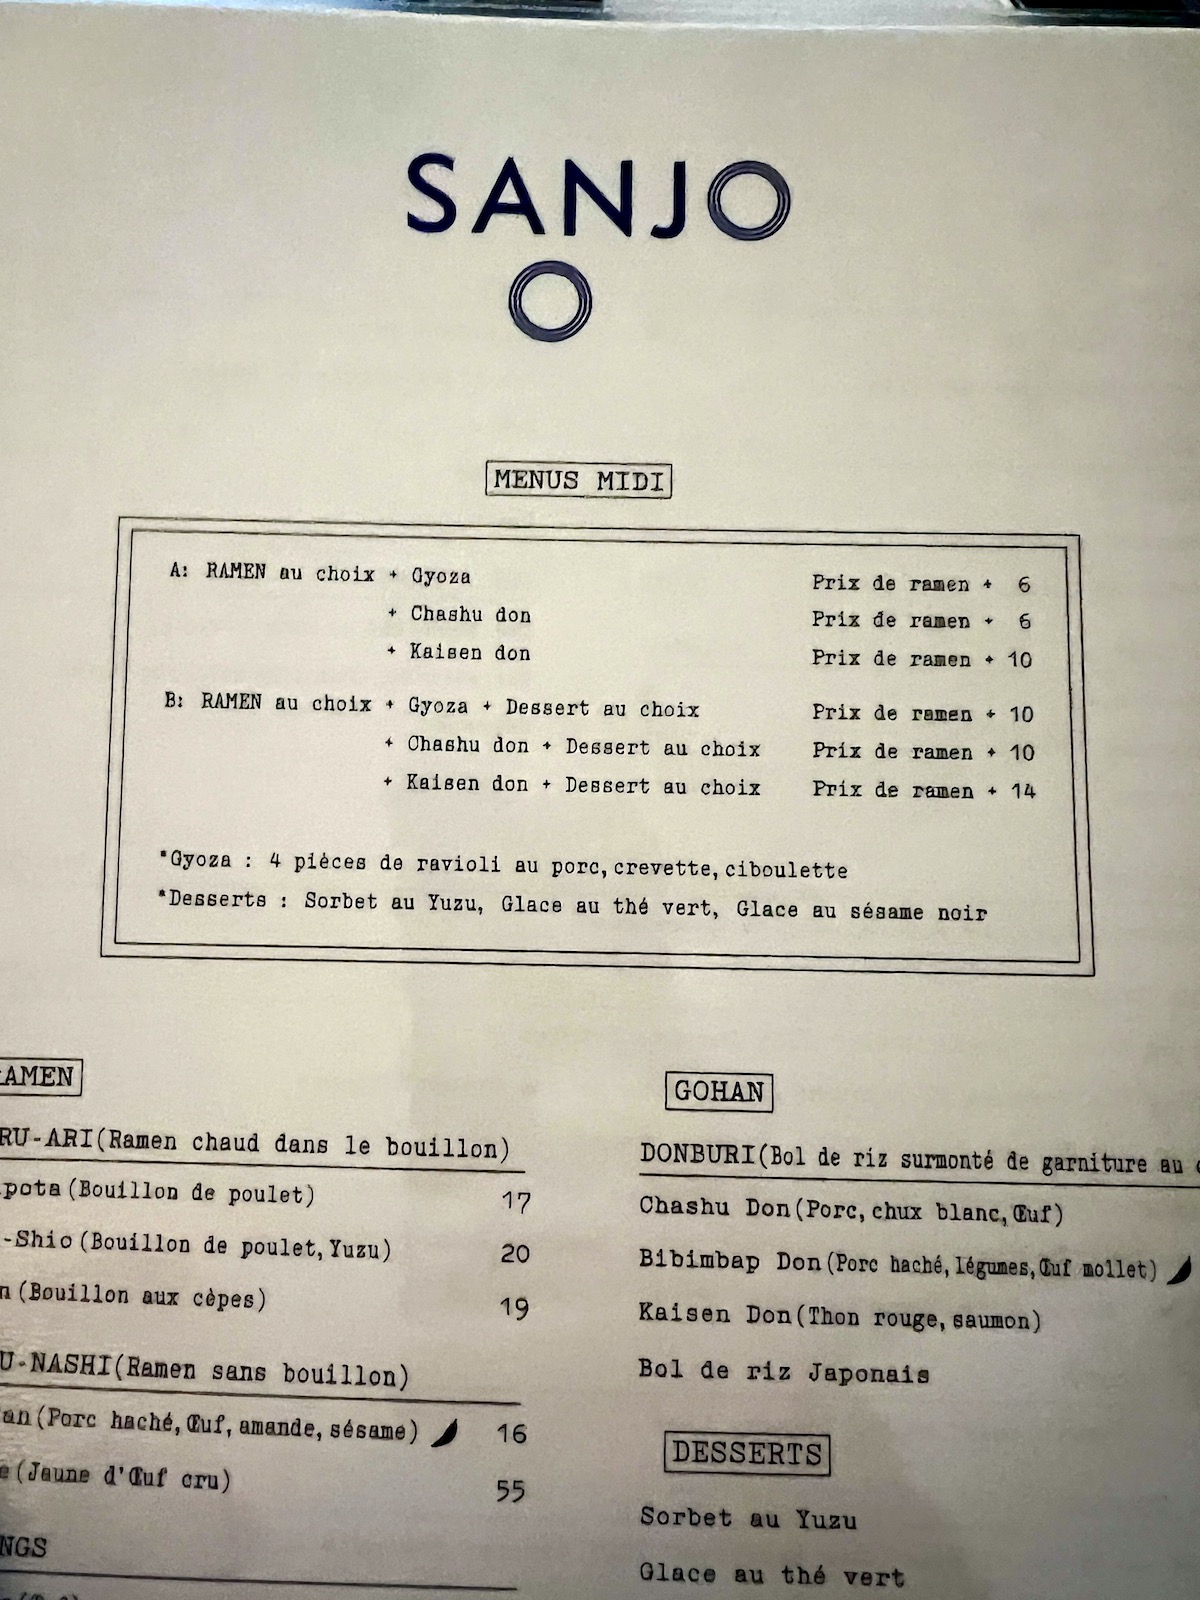 SANJO
O
MENUS MIDI
A: RAMEN au choix + Gyoza Prix de ramen + 6
+ Chashu don Prix de ramen + 6
+ Kaisen don Prix de ramen + 10
B: RAMEN au choix + Gyoza + Dessert au choix Prix de ramen + 10
+ Chashu don + Dessert au choix Prix de ramen + 10
+ Kaisen don + Dessert au choix Prix de ramen + 14
*Gyoza : 4 pièces de ravioli au porc, crevette, ciboulette
*Desserts : Sorbet au Yuzu, Glace au thé vert, Glace au sésame noir
AMEN
RU-ARI(Ramen chaud dans le bouillon)
pota(Bouillon de poulet) 17
-Shio(Bouillon de poulet, Yuzu) 20
n(Bouillon aux cèpes) 19
U-NASHI(Ramen sans bouillon)
an(Porc haché, Œuf, amande, sésame) 16
e(Jaune d'Œuf cru) 55
NGS
GOHAN
DONBURI(Bol de riz surmonté de garniture au
Chashu Don(Porc, chux blanc, Œuf)
Bibimbap Don(Porc haché, légumes, Œuf mollet)
Kaisen Don(Thon rouge, saumon)
Bol de riz Japonais
DESSERTS
Sorbet au Yuzu
Glace au thé vert